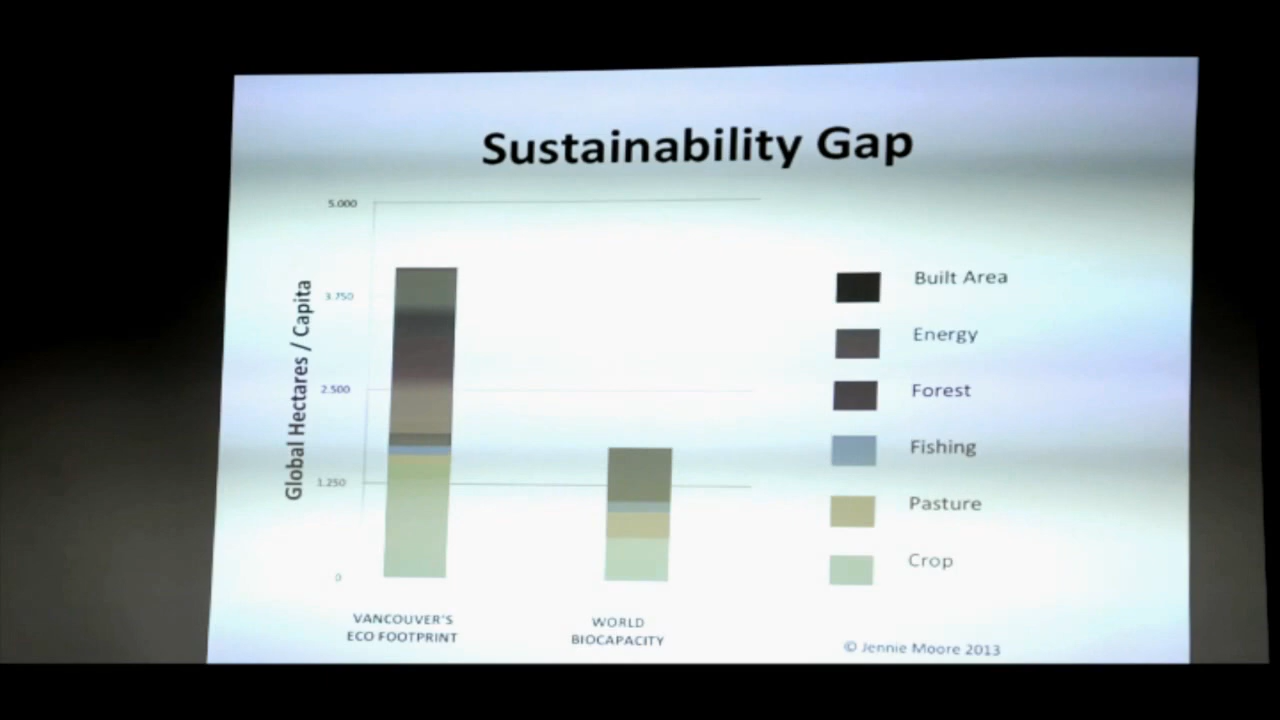 Sustainability Gap
5.000
3.750
2.500
1.250
0
Global Hectares / Capita
VANCOUVER'S
ECO FOOTPRINT
WORLD
BIOCAPACITY
Built Area
Energy
Forest
Fishing
Pasture
Crop
© Jennie Moore 2013